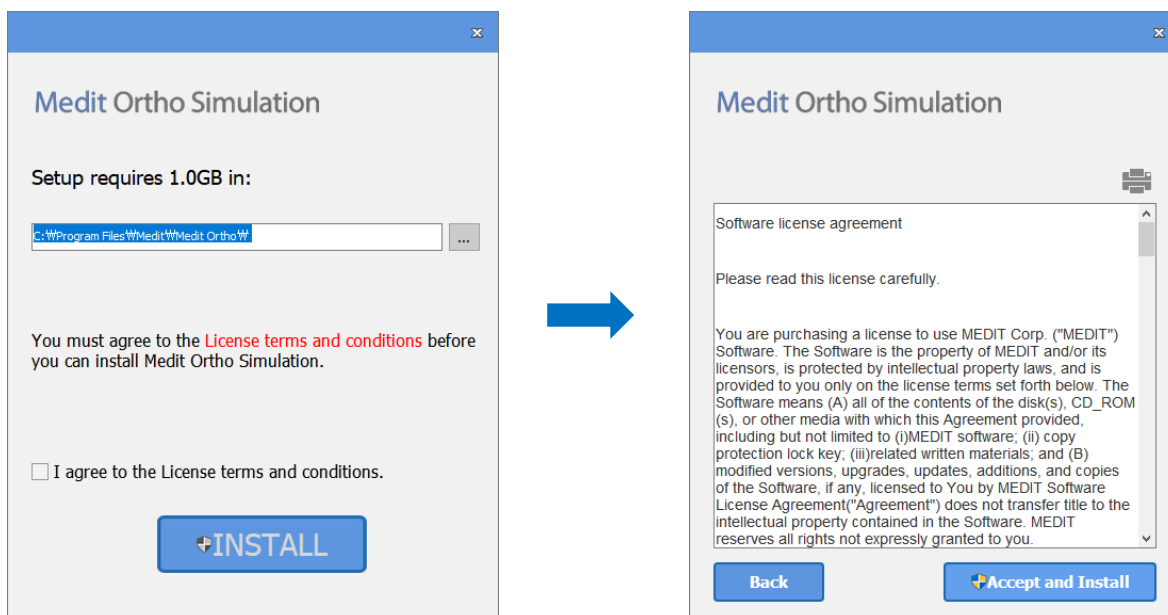 Medit Ortho Simulation
Setup requires 1.0GB in:
C:₩Program Files₩Medit₩Medit Ortho₩
...
You must agree to the License terms and conditions before
you can install Medit Ortho Simulation.
I agree to the License terms and conditions.
INSTALL
Medit Ortho Simulation
Software license agreement
Please read this license carefully.
You are purchasing a license to use MEDIT Corp. ("MEDIT")
Software. The Software is the property of MEDIT and/or its
licensors, is protected by intellectual property laws, and is
provided to you only on the license terms set forth below. The
Software means (A) all of the contents of the disk(s), CD_ROM
(s), or other media with which this Agreement provided,
including but not limited to (i)MEDIT software; (ii) copy
protection lock key; (iii)related written materials; and (B)
modified versions, upgrades, updates, additions, and copies
of the Software, if any, licensed to You by MEDIT Software
License Agreement("Agreement") does not transfer title to the
intellectual property contained in the Software. MEDIT
reserves all rights not expressly granted to you.
Back
Accept and Install